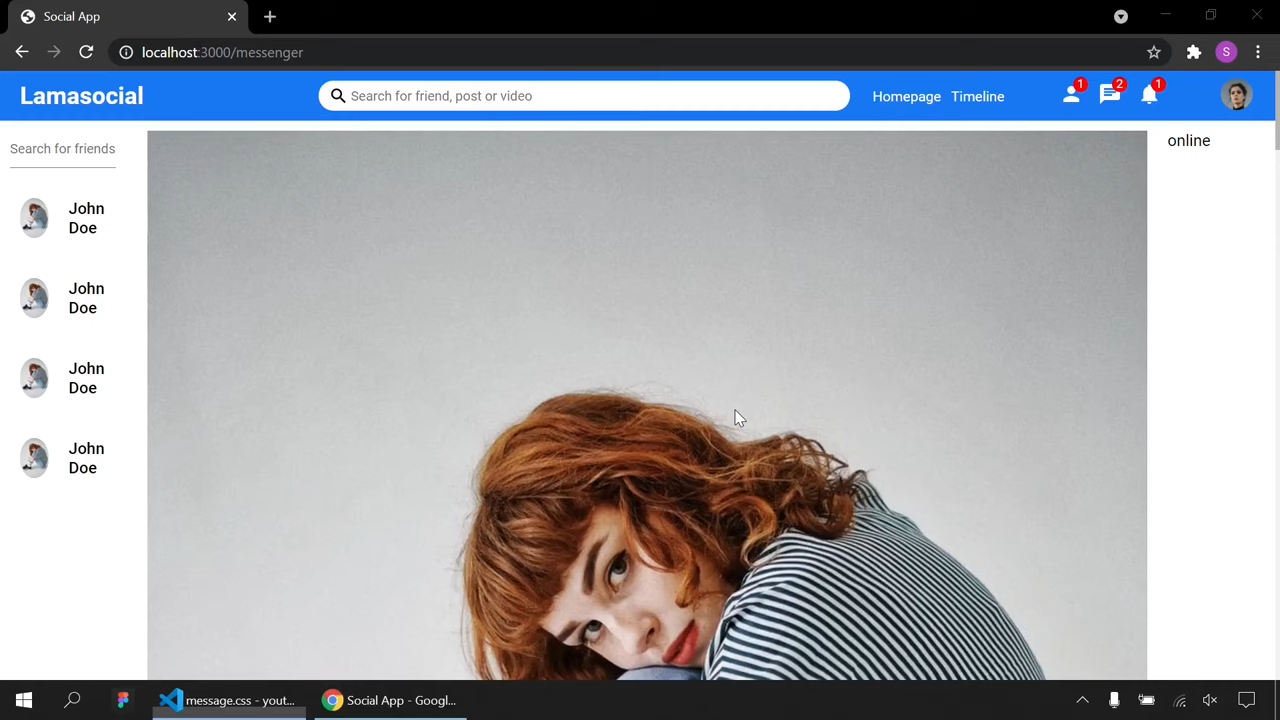 Social App
localhost:3000/messenger
S
Lamasocial
Search for friend, post or video
Homepage
Timeline
1
2
1
Search for friends
online
John
Doe
John
Doe
John
Doe
John
Doe
message.css - yout...
Social App - Googl...